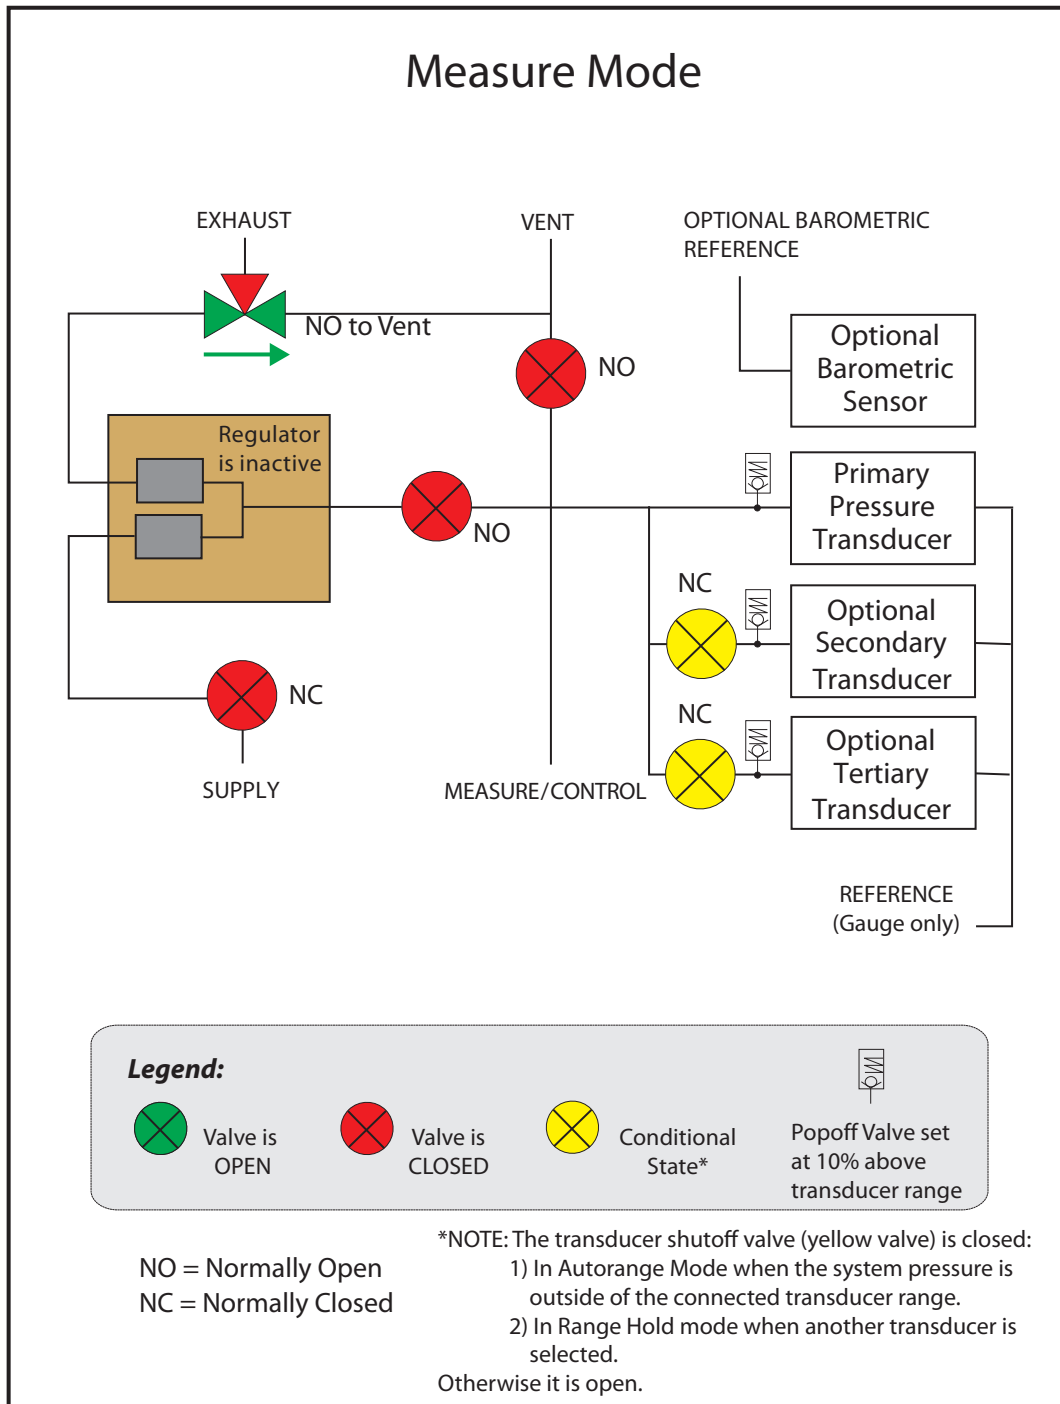 Measure Mode
EXHAUST
VENT
OPTIONAL BAROMETRIC
REFERENCE
NO to Vent
NO
Optional
Barometric
Sensor
Regulator
is inactive
NO
Primary
Pressure
Transducer
NC
Optional
Secondary
Transducer
NC
NC
Optional
Tertiary
Transducer
SUPPLY
MEASURE/CONTROL
REFERENCE
(Gauge only)
Legend:
Valve is
OPEN
Valve is
CLOSED
Conditional
State*
Popoff Valve set
at 10% above
transducer range
NO = Normally Open
NC = Normally Closed
*NOTE: The transducer shutoff valve (yellow valve) is closed:
1) In Autorange Mode when the system pressure is
outside of the connected transducer range.
2) In Range Hold mode when another transducer is
selected.
Otherwise it is open.